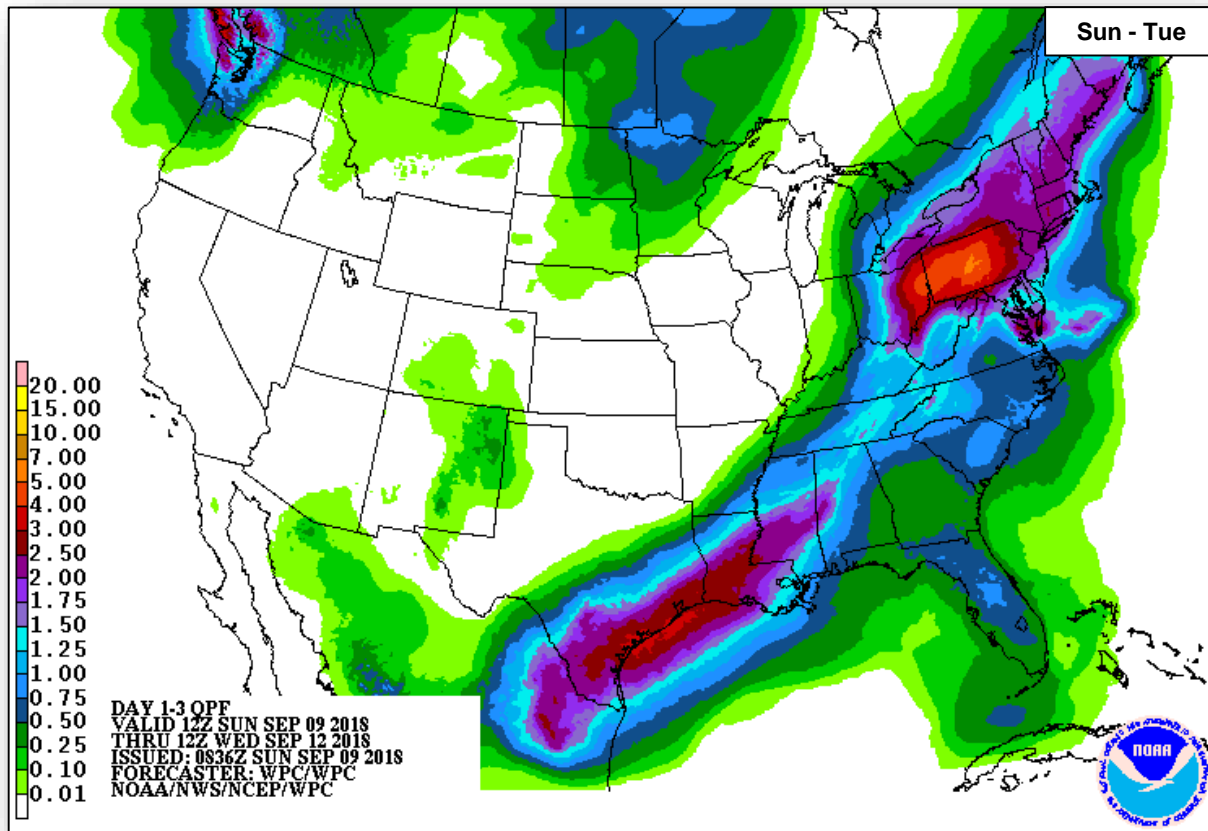 Sun - Tue
20.00
15.00
10.00
7.00
5.00
4.00
3.00
2.50
2.00
1.75
1.50
1.25
1.00
0.75
0.50
0.25
0.10
0.01
DAY 1-3 QPF
VALID 12Z SUN SEP 09 2018
THRU 12Z WED SEP 12 2018
ISSUED: 0836Z SUN SEP 09 2018
FORECASTER: WPC/WPC
NOAA/NWS/NCEP/WPC
NOAA